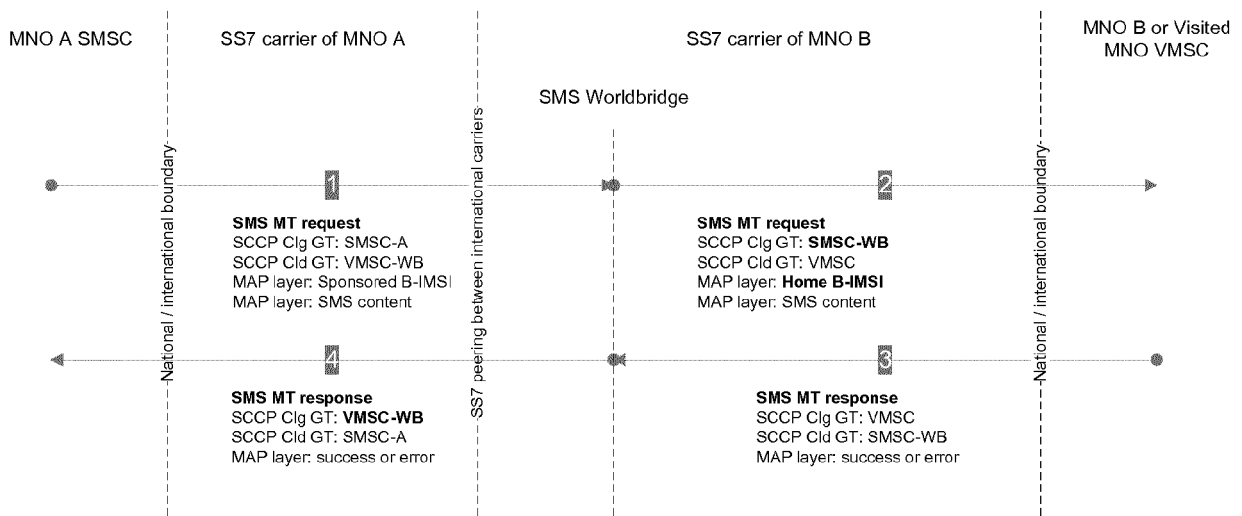 MNO A SMSC
SS7 carrier of MNO A
SS7 carrier of MNO B
MNO B or Visited
MNO VMSC
SMS Worldbridge
National / international boundary
SS7 peering between international carriers
National / international boundary
1
SMS MT request
SCCP Clg GT: SMSC-A
SCCP Cld GT: VMSC-WB
MAP layer: Sponsored B-IMSI
MAP layer: SMS content
2
SMS MT request
SCCP Clg GT: SMSC-WB
SCCP Cld GT: VMSC
MAP layer: Home B-IMSI
MAP layer: SMS content
4
SMS MT response
SCCP Clg GT: VMSC-WB
SCCP Cld GT: SMSC-A
MAP layer: success or error
3
SMS MT response
SCCP Clg GT: VMSC
SCCP Cld GT: SMSC-WB
MAP layer: success or error